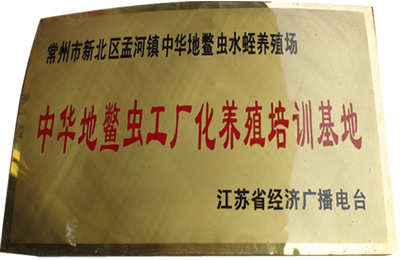 常州市新北区孟河镇中华地鳖虫水蛭养殖场
中华地鳖虫工厂化养殖培训基地
江苏省经济广播电台